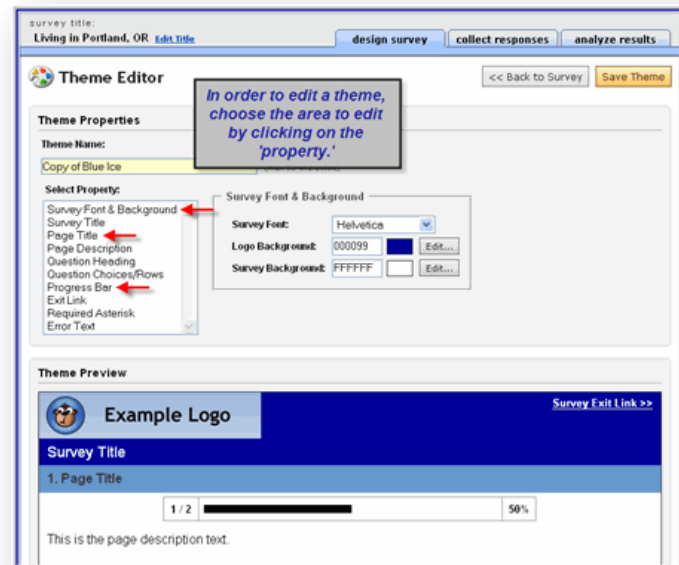 survey title:
Living in Portland, OR Edit Title
design survey collect responses analyze results
Theme Editor
<< Back to Survey Save Theme
In order to edit a theme,
choose the area to edit
by clicking on the
'property.'
Theme Properties
Theme Name:
Copy of Blue Ice
Select Property:
Survey Font & Background
Survey Title
Page Title
Page Description
Question Heading
Question Choices/Rows
Progress Bar
Exit Link
Required Asterisk
Error Text
Survey Font & Background
Survey Font: Helvetica
Logo Background: 000099 Edit...
Survey Background: FFFFFF Edit...
Theme Preview
Example Logo
Survey Exit Link >>
Survey Title
1. Page Title
1 / 2 50%
This is the page description text.